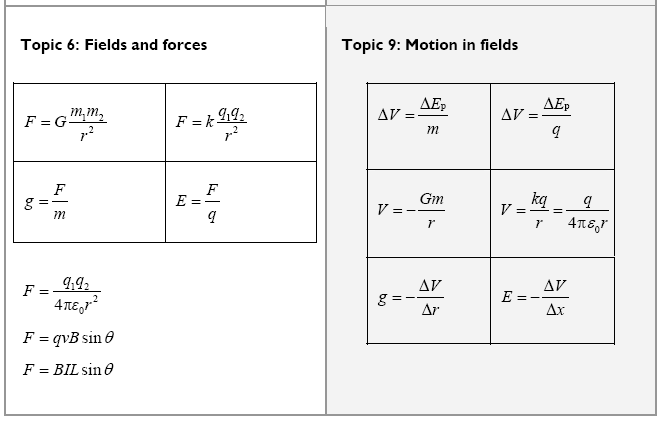 Topic 6: Fields and forces
F = G m₁m₂/r²
F = k q₁q₂/r²
g = F/m
E = F/q
F = q₁q₂/4πε₀r²
F = qvB sin θ
F = BIL sin θ
Topic 9: Motion in fields
ΔV = ΔEₚ/m
ΔV = ΔEₚ/q
V = −Gm/r
V = kq/r = q/4πε₀r
g = −ΔV/Δr
E = −ΔV/Δx